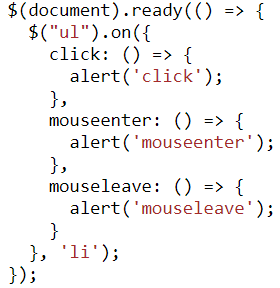 $(document).ready(() => {
  $("ul").on({
    click: () => {
      alert('click');
    },
    mouseenter: () => {
      alert('mouseenter');
    },
    mouseleave: () => {
      alert('mouseleave');
    }
  }, 'li');
});